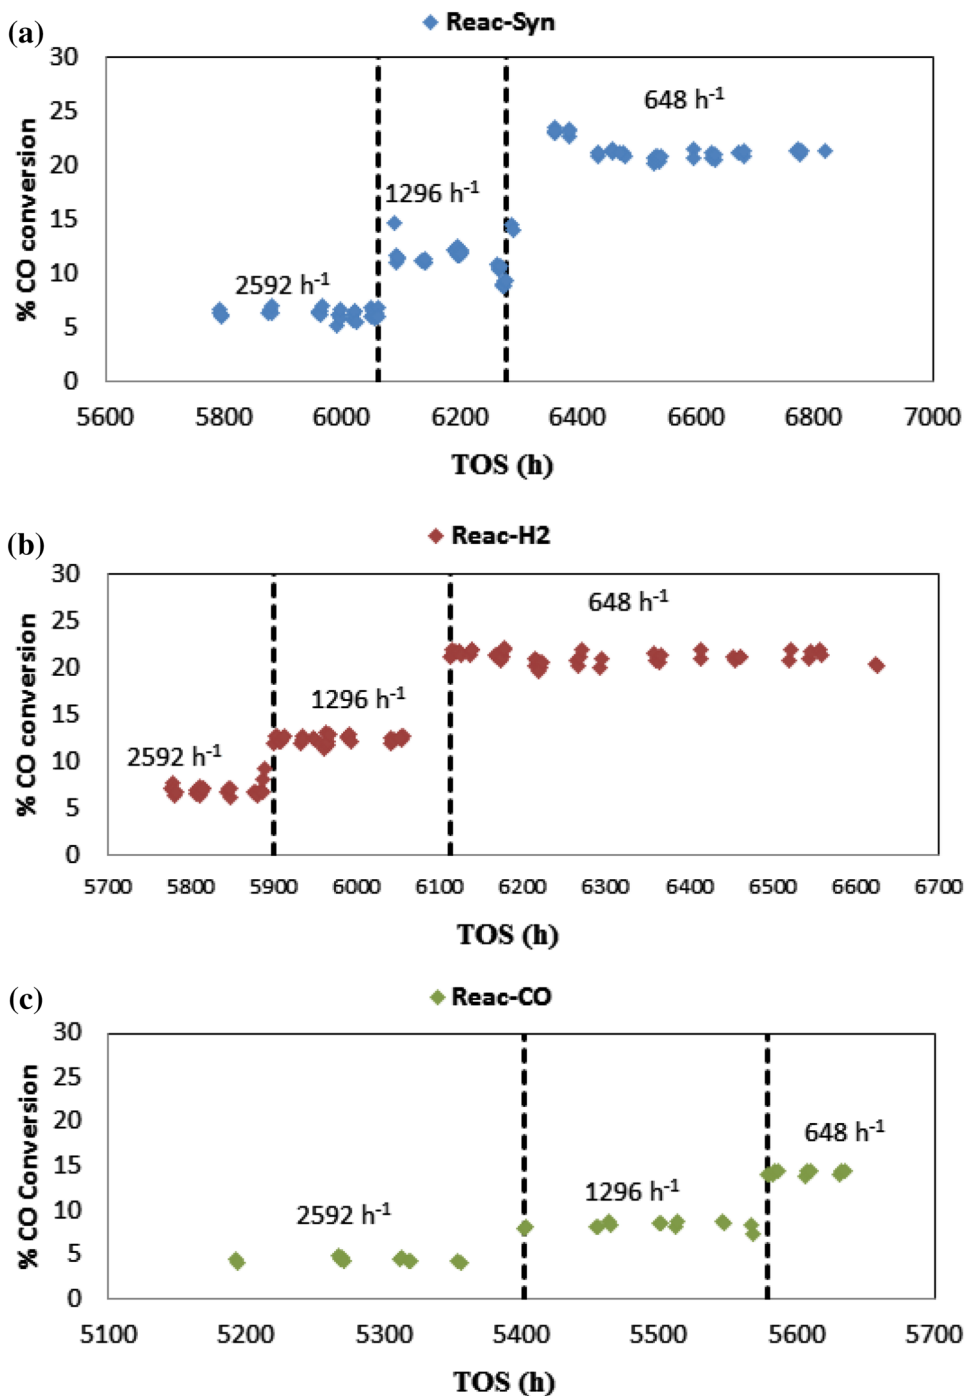 (a)
Reac-Syn
% CO conversion
30
25
20
15
10
5
0
2592 h-1
1296 h-1
648 h-1
5600 5800 6000 6200 6400 6600 6800 7000
TOS (h)
(b)
Reac-H2
% CO conversion
30
25
20
15
10
5
0
2592 h-1
1296 h-1
648 h-1
5700 5800 5900 6000 6100 6200 6300 6400 6500 6600 6700
TOS (h)
(c)
Reac-CO
% CO Conversion
30
25
20
15
10
5
0
2592 h-1
1296 h-1
648 h-1
5100 5200 5300 5400 5500 5600 5700
TOS (h)